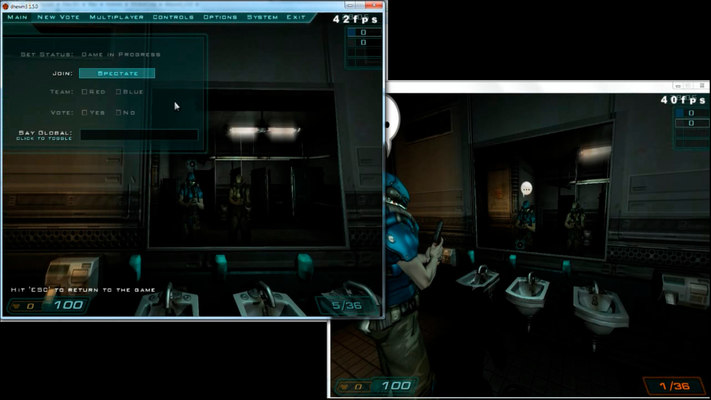 dhewm3 1.5.0
MAIN NEW VOTE MULTIPLAYER CONTROLS OPTIONS SYSTEM EXIT
42fps
0
0
SET STATUS: GAME IN PROGRESS
JOIN: SPECTATE
TEAM: RED BLUE
VOTE: YES NO
SAY GLOBAL:
CLICK TO TOGGLE
HIT 'ESC' TO RETURN TO THE GAME
0 100 5/36
40fps
0
0
0 100 1/36